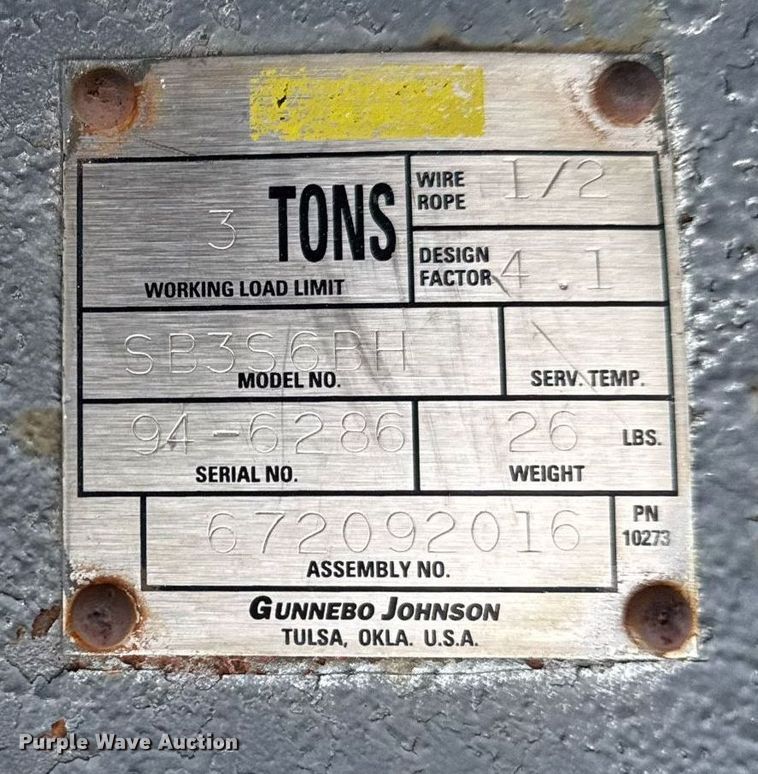 3 TONS
WORKING LOAD LIMIT
WIRE ROPE 1/2
DESIGN FACTOR 4.1
SB3S6BH
MODEL NO.
SERV. TEMP.
94-6286
SERIAL NO.
26 LBS.
WEIGHT
672092016
ASSEMBLY NO.
PN
10273
GUNNEBO JOHNSON
TULSA, OKLA. U.S.A.
Purple Wave Auction